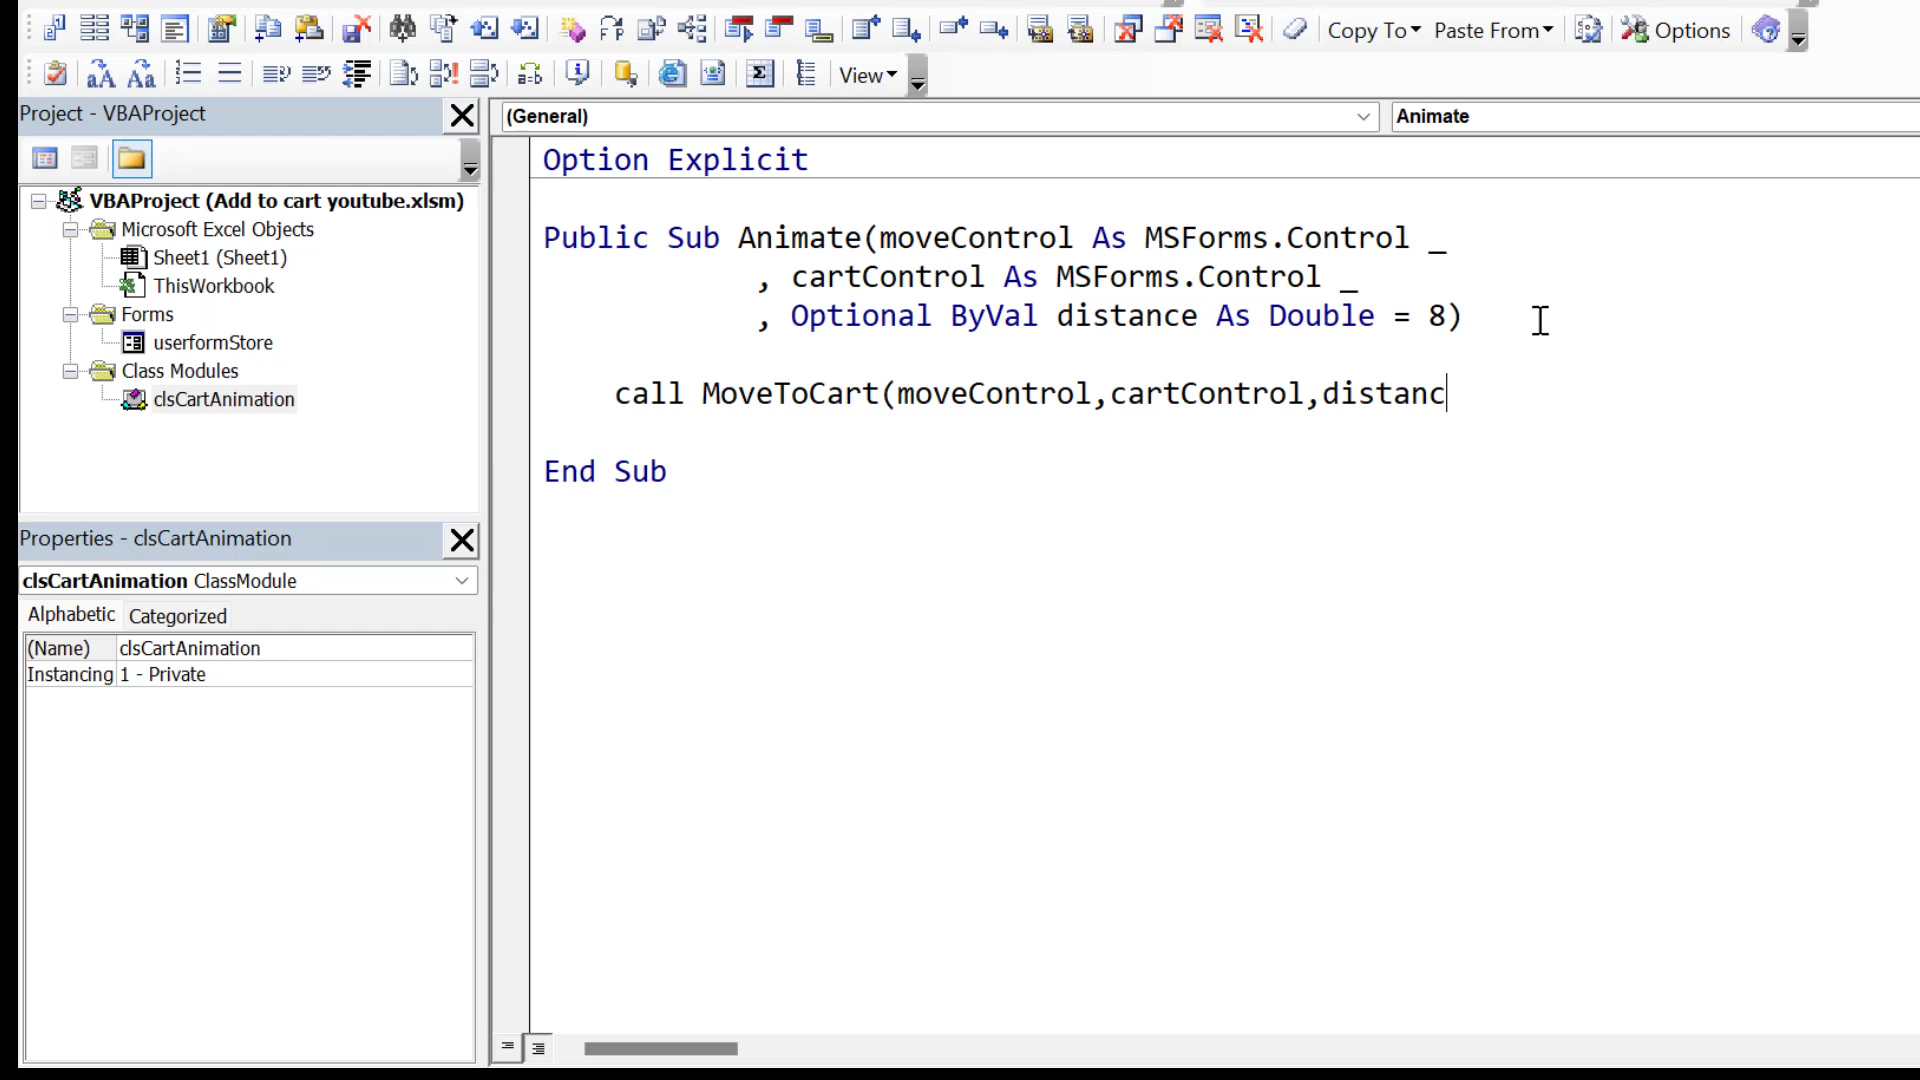 Copy To Paste From Options
View
Project - VBAProject
VBAProject (Add to cart youtube.xlsm)
Microsoft Excel Objects
Sheet1 (Sheet1)
ThisWorkbook
Forms
userformStore
Class Modules
clsCartAnimation
Properties - clsCartAnimation
clsCartAnimation ClassModule
Alphabetic Categorized
(Name) clsCartAnimation
Instancing 1 - Private
(General) Animate
Option Explicit
Public Sub Animate(moveControl As MSForms.Control _
, cartControl As MSForms.Control _
, Optional ByVal distance As Double = 8)
call MoveToCart(moveControl,cartControl,distanc
End Sub